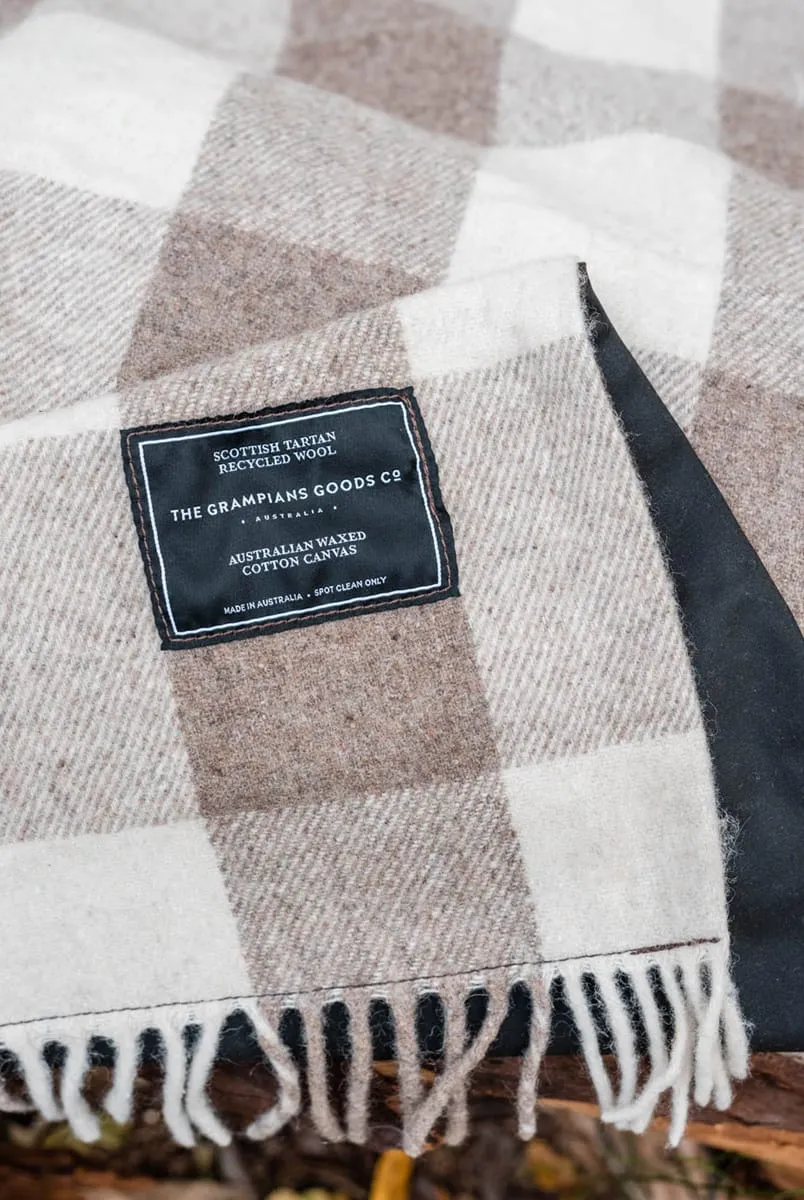 SCOTTISH TARTAN
RECYCLED WOOL
THE GRAMPIANS GOODS Cº
• AUSTRALIA •
AUSTRALIAN WAXED
COTTON CANVAS
MADE IN AUSTRALIA • SPOT CLEAN ONLY